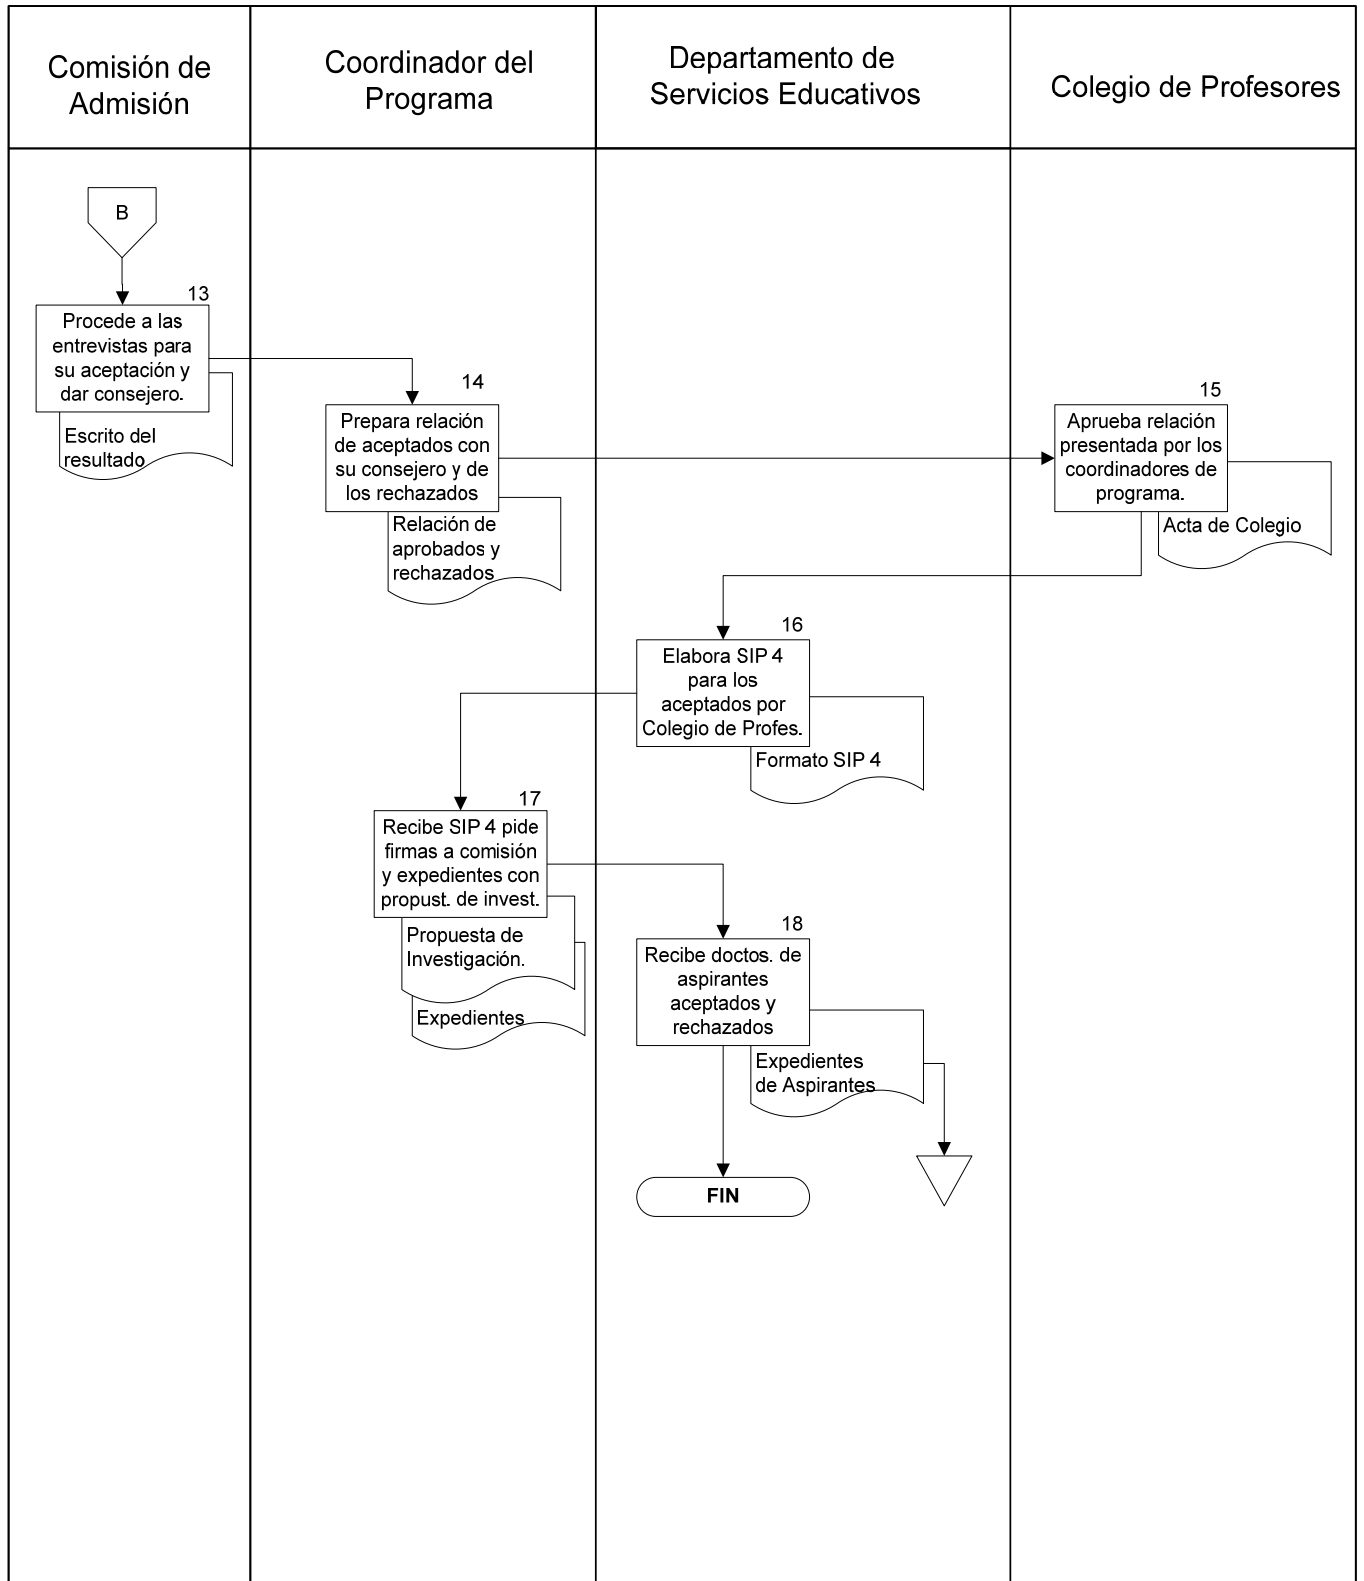 Comisión de
Admisión
Coordinador del
Programa
Departamento de
Servicios Educativos
Colegio de Profesores
B
13
Procede a las
entrevistas para
su aceptación y
dar consejero.
Escrito del
resultado
14
Prepara relación
de aceptados con
su consejero y de
los rechazados
Relación de
aprobados y
rechazados
15
Aprueba relación
presentada por los
coordinadores de
programa.
Acta de Colegio
16
Elabora SIP 4
para los
aceptados por
Colegio de Profes.
Formato SIP 4
17
Recibe SIP 4 pide
firmas a comisión
y expedientes con
propust. de invest.
Propuesta de
Investigación.
Expedientes
18
Recibe doctos. de
aspirantes
aceptados y
rechazados
Expedientes
de Aspirantes
FIN